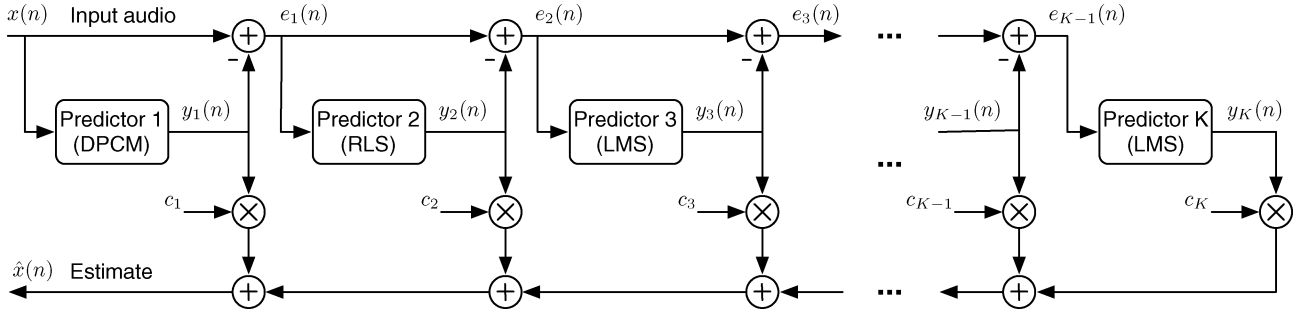 x(n) Input audio e_1(n) e_2(n) e_3(n) ... e_{K-1}(n)
- - - -
Predictor 1
(DPCM)
y_1(n)
Predictor 2
(RLS)
y_2(n)
Predictor 3
(LMS)
y_3(n)
...
y_{K-1}(n)
Predictor K
(LMS)
y_K(n)
c_1 c_2 c_3 c_{K-1} c_K
x̂(n) Estimate ...